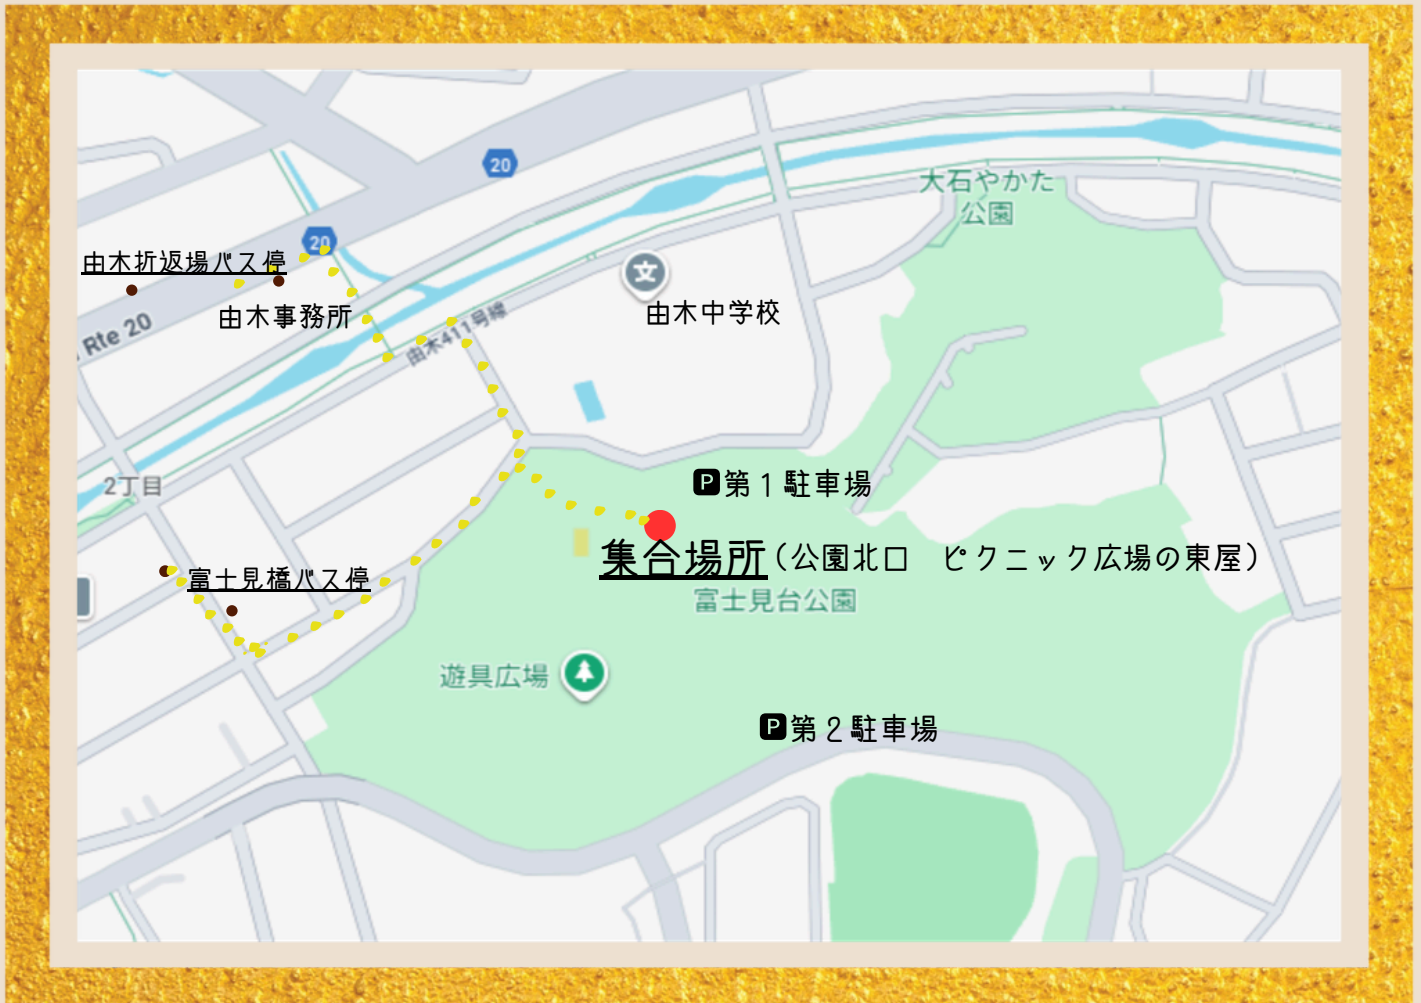 大石やかた
公園
20
20
由木折返場バス停
由木事務所
Rte 20
由木411号線
文
由木中学校
2丁目
P第1駐車場
集合場所(公園北口　ピクニック広場の東屋)
富士見橋バス停
富士見台公園
遊具広場
P第2駐車場